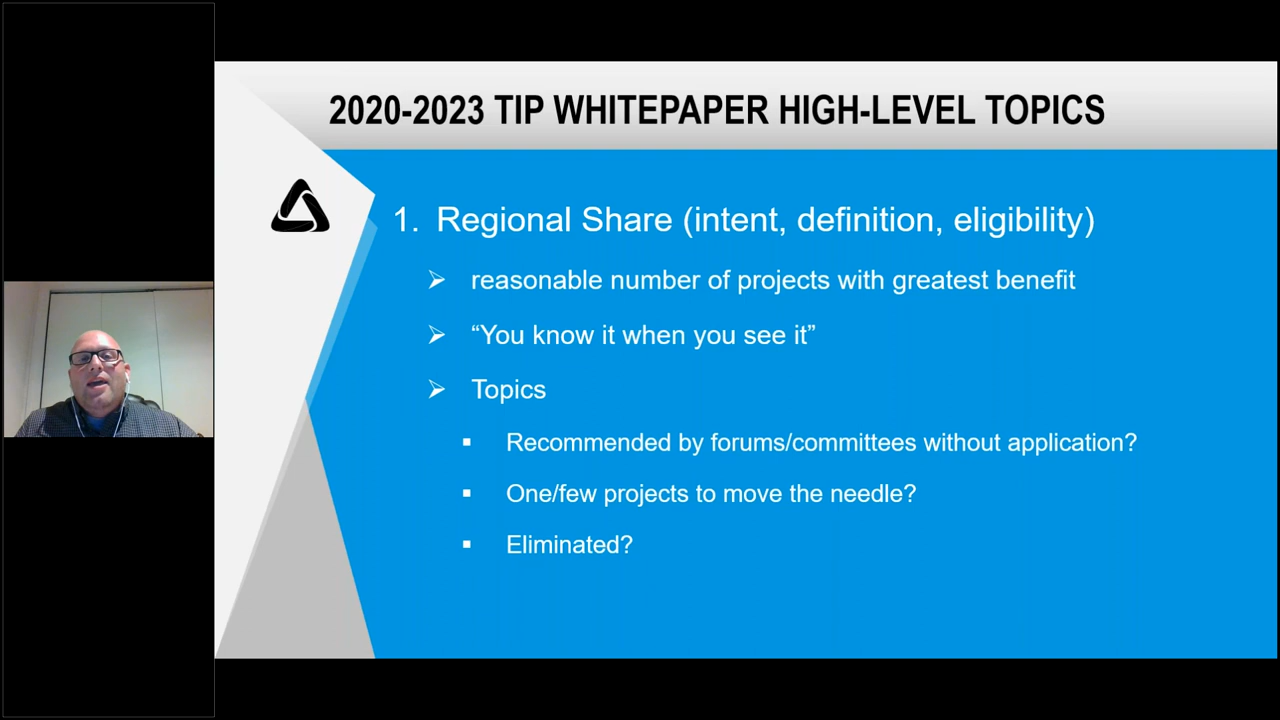 2020-2023 TIP WHITEPAPER HIGH-LEVEL TOPICS
1. Regional Share (intent, definition, eligibility)
reasonable number of projects with greatest benefit
“You know it when you see it”
Topics
Recommended by forums/committees without application?
One/few projects to move the needle?
Eliminated?